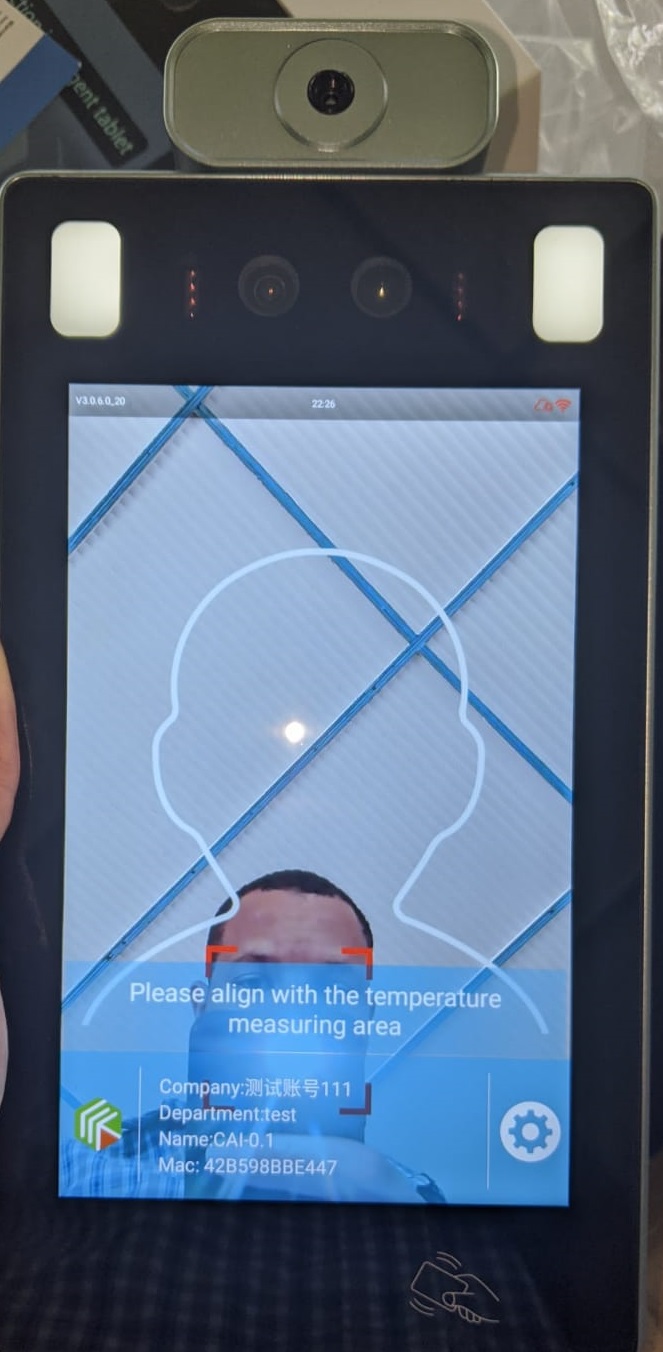 ent tablet
V3.0.6.0_20
22:26
Please align with the temperature
measuring area
Company:测试账号111
Department:test
Name:CAI-0.1
Mac: 42B598BBE447